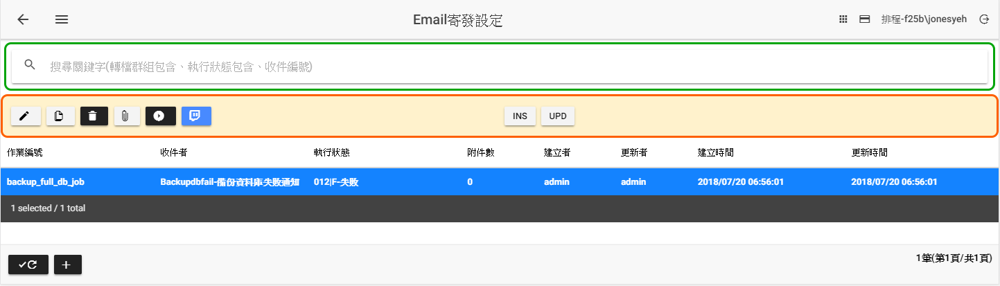 Email寄發設定
排程-f25b\jonesyeh
搜尋關鍵字(轉檔群組包含、執行狀態包含、收件編號)
INS UPD
作業編號 收件者 執行狀態 附件數 建立者 更新者 建立時間 更新時間
backup_full_db_job Backupdbfail-備份資料庫失敗通知 012|F-失敗 0 admin admin 2018/07/20 06:56:01 2018/07/20 06:56:01
1 selected / 1 total
1筆(第1頁/共1頁)